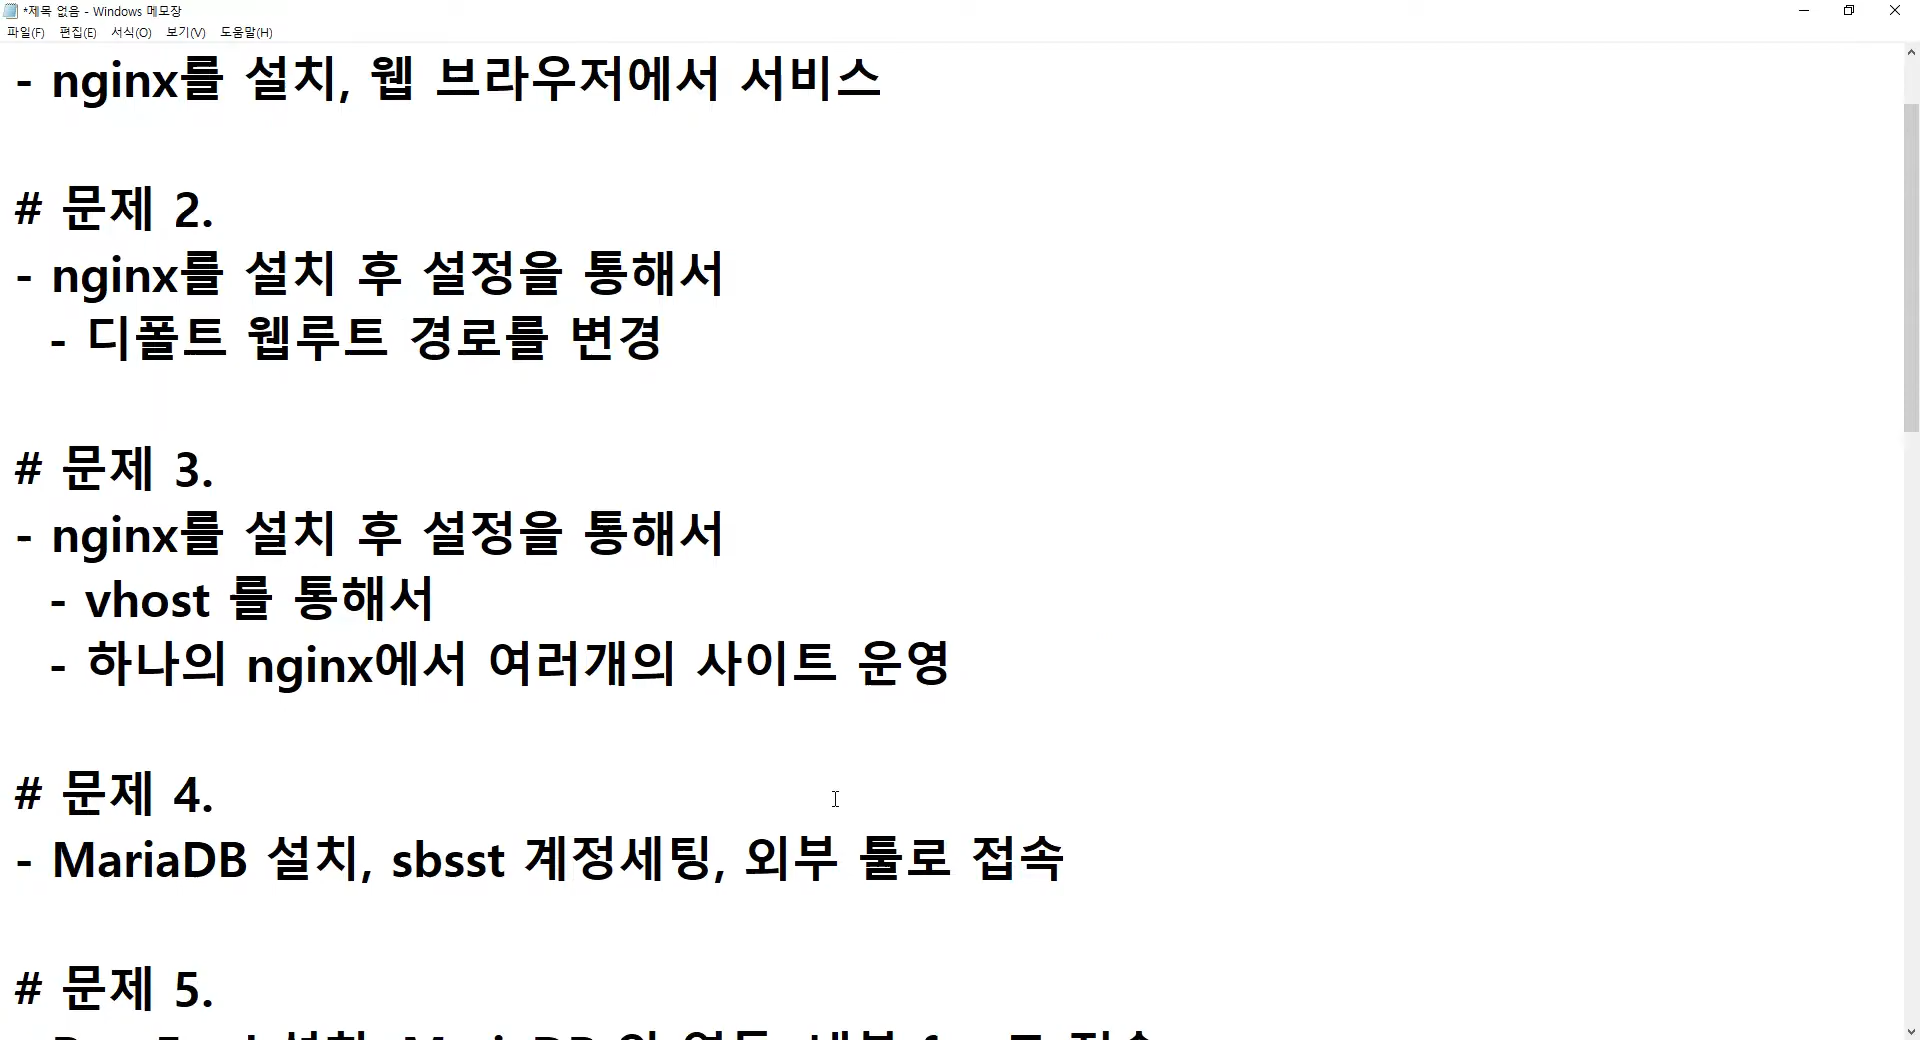 *제목 없음 - Windows 메모장
파일(F) 편집(E) 서식(O) 보기(V) 도움말(H)
- nginx를 설치, 웹 브라우저에서 서비스
# 문제 2.
- nginx를 설치 후 설정을 통해서
- 디폴트 웹루트 경로를 변경
# 문제 3.
- nginx를 설치 후 설정을 통해서
- vhost 를 통해서
- 하나의 nginx에서 여러개의 사이트 운영
# 문제 4.
- MariaDB 설치, sbsst 계정세팅, 외부 툴로 접속
# 문제 5.